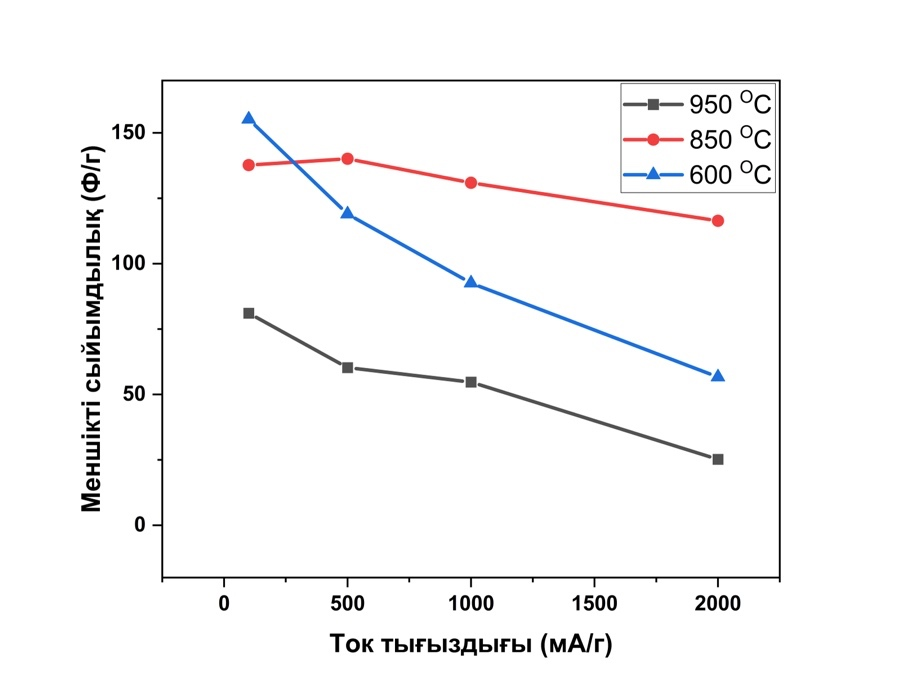 950 ᴼC
850 ᴼC
600 ᴼC
150
100
50
0
Меншікті сыйымдылық (Ф/г)
0 500 1000 1500 2000
Ток тығыздығы (мА/г)